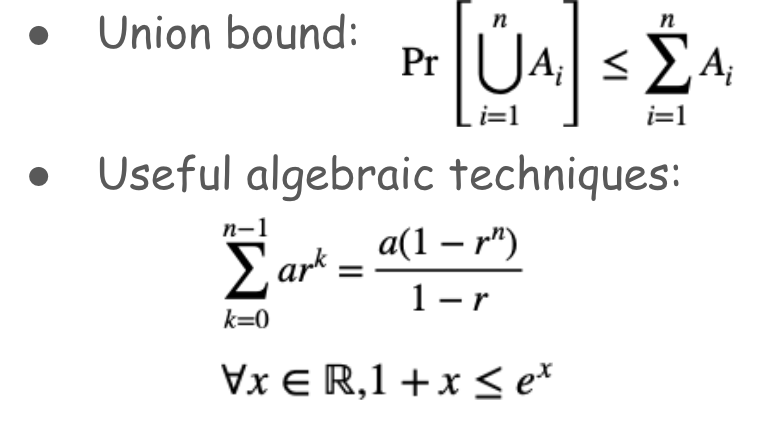 ● Union bound: Pr [⋃_{i=1}^{n} A_i] ≤ ∑_{i=1}^{n} A_i
● Useful algebraic techniques:
∑_{k=0}^{n−1} ar^k = a(1 − r^n) / (1 − r)
∀x ∈ ℝ, 1 + x ≤ e^x